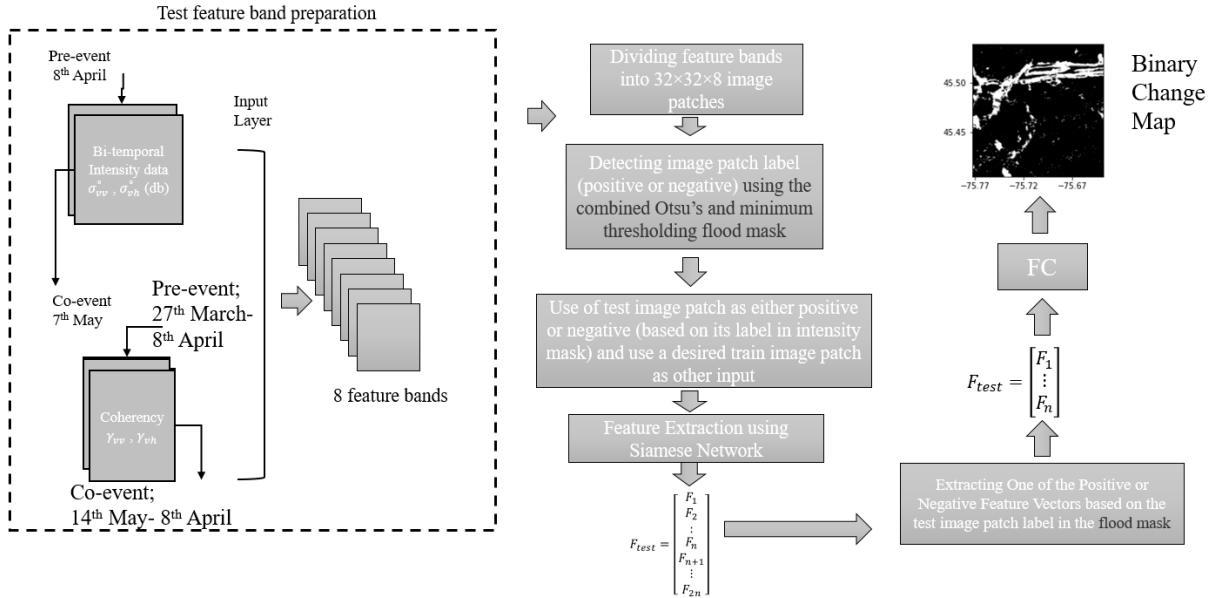 Test feature band preparation
Pre-event
8th April
Input
Layer
Bi-temporal
Intensity data
σ°vv , σ°vh (db)
Co-event
7th May
Pre-event;
27th March-
8th April
Coherency
γvv , γvh
Co-event;
14th May- 8th April
8 feature bands
Dividing feature bands
into 32×32×8 image
patches
Detecting image patch label
(positive or negative) using the
combined Otsu's and minimum
thresholding flood mask
Use of test image patch as either positive
or negative (based on its label in intensity
mask) and use a desired train image patch
as other input
Feature Extraction using
Siamese Network
F1
F2
⋮
Ftest = Fn
Fn+1
⋮
F2n
Extracting One of the Positive or
Negative Feature Vectors based on the
test image patch label in the flood mask
F1
Ftest = ⋮
Fn
FC
45.50
45.45
−75.77 −75.72 −75.67
Binary
Change
Map